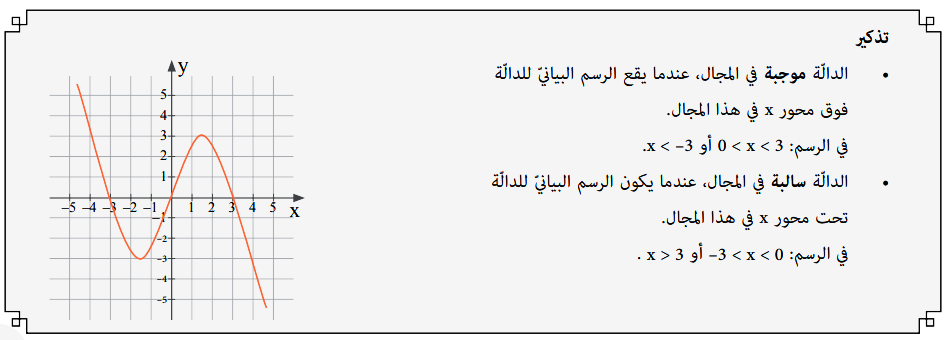 تذكير
• الدالّة موجبة في المجال، عندما يقع الرسم البيانيّ للدالّة
فوق محور x في هذا المجال.
في الرسم: 0 < x < 3 أو x < −3.
• الدالّة سالبة في المجال، عندما يكون الرسم البيانيّ للدالّة
تحت محور x في هذا المجال.
في الرسم: −3 < x < 0 أو x > 3 .
y
5
4
3
2
1
−5 −4 −3 −2 −1 1 2 3 4 5
x
−1
−2
−3
−4
−5